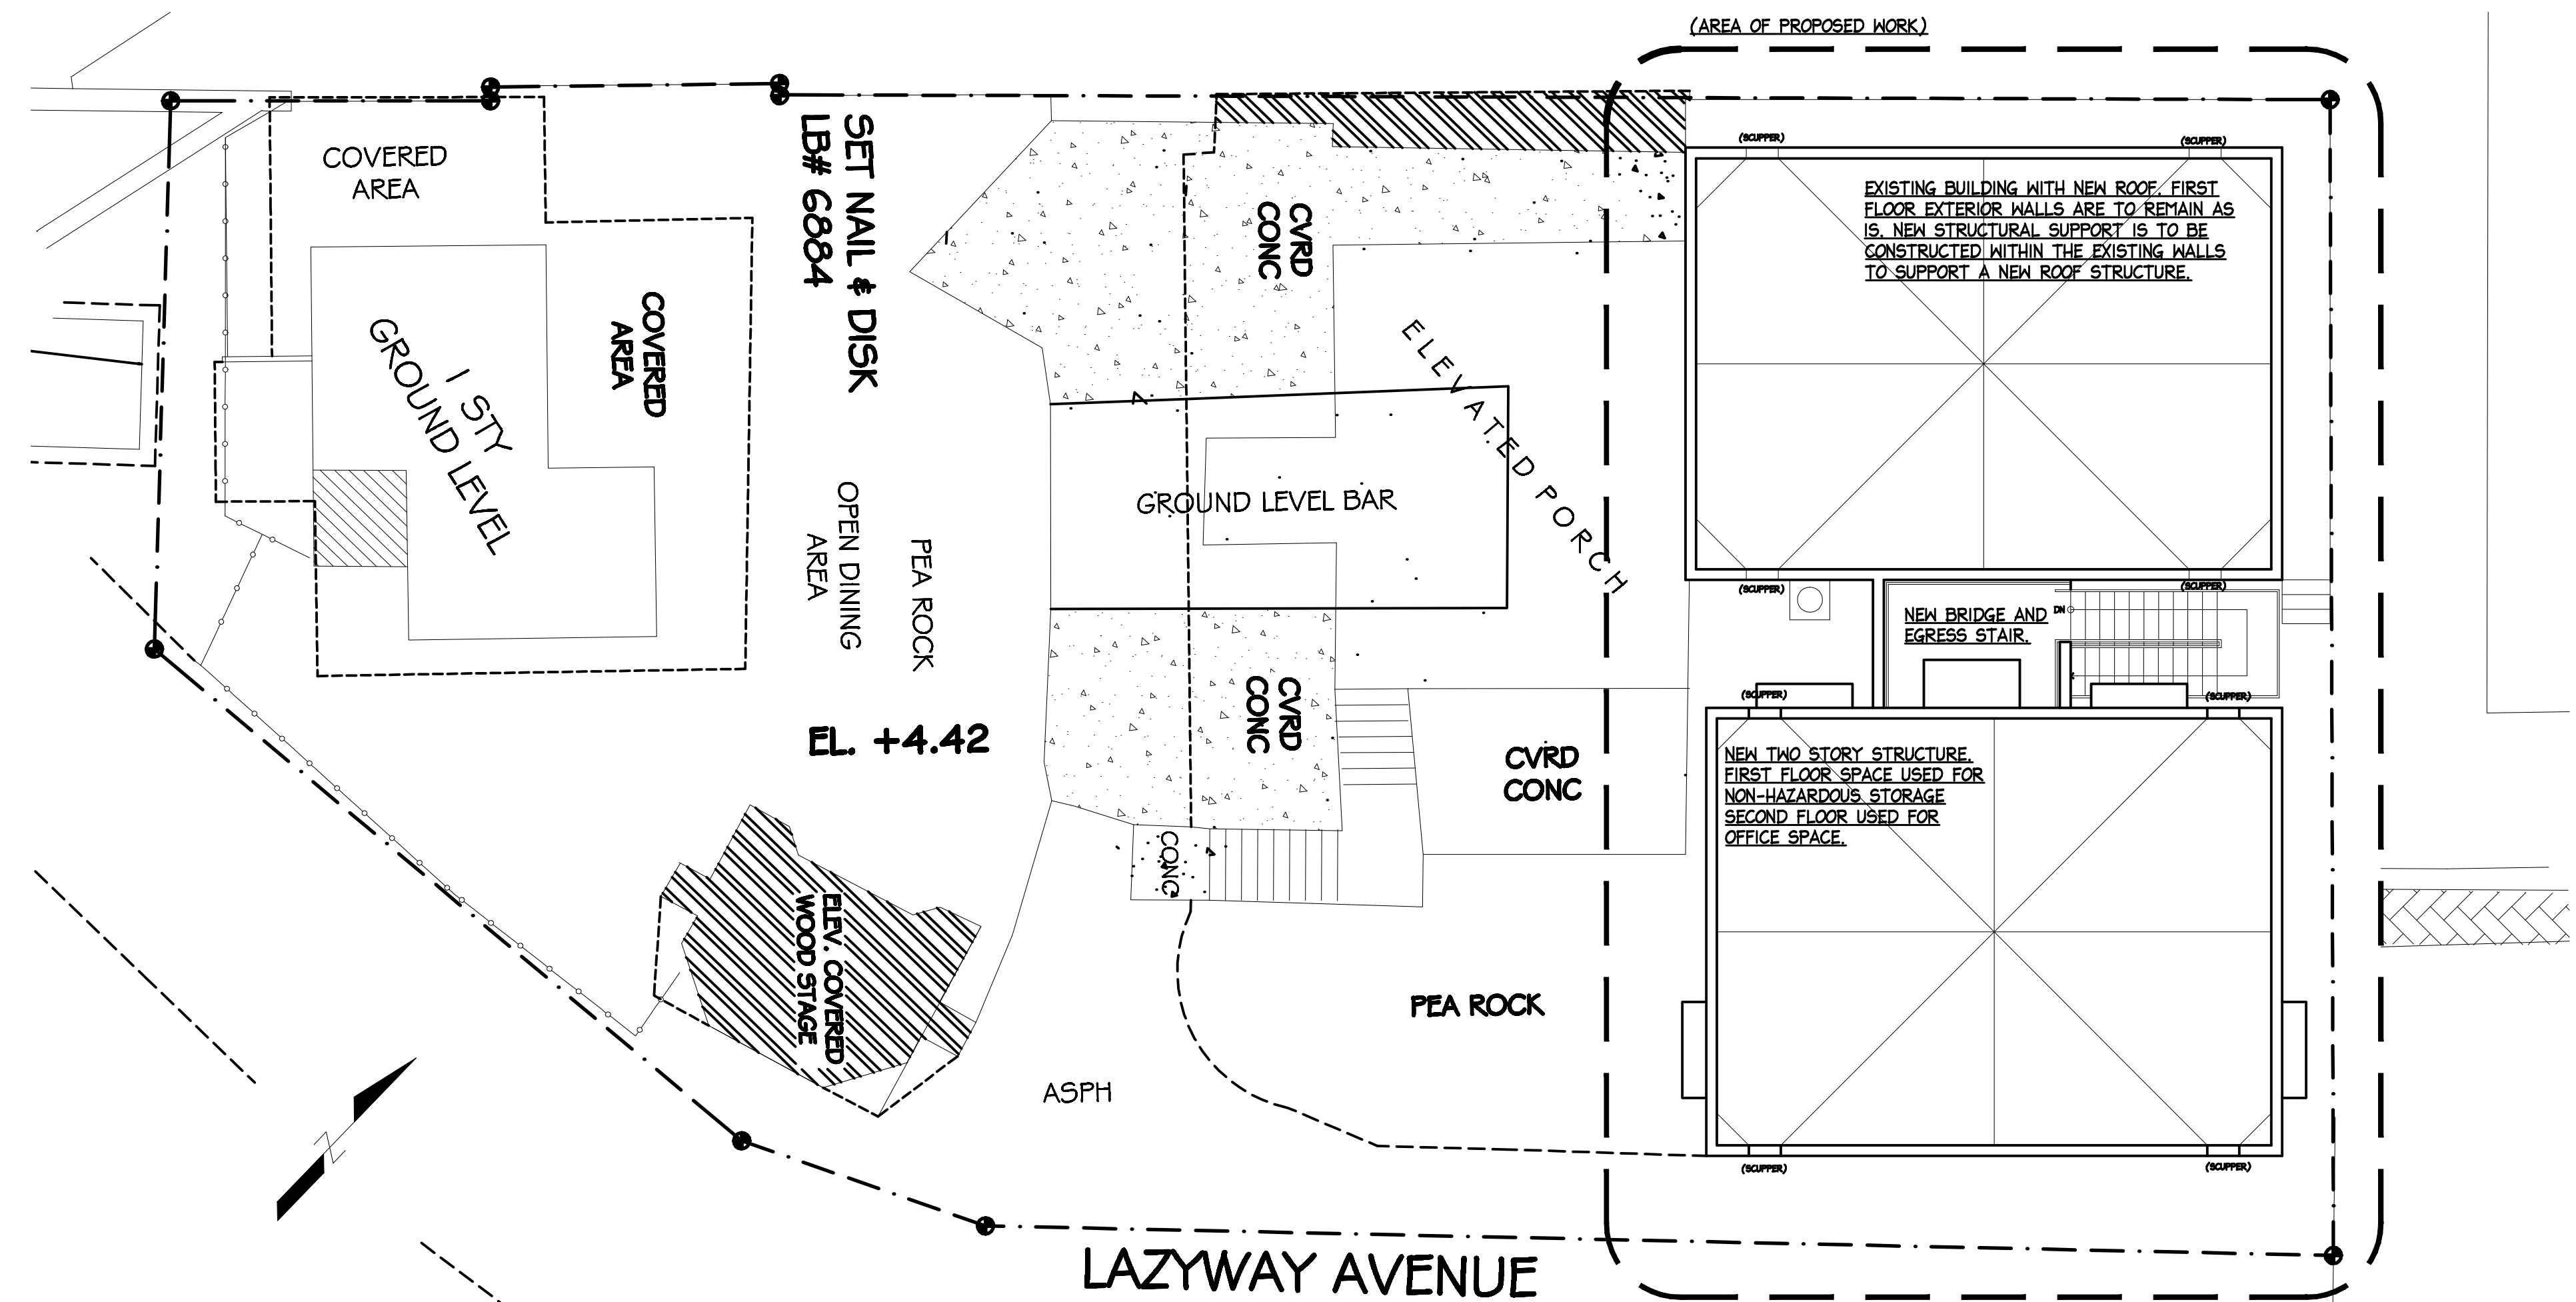 (AREA OF PROPOSED WORK)
(SCUPPER)
(SCUPPER)
COVERED
AREA
SET NAIL & DISK
LB# 6884
EXISTING BUILDING WITH NEW ROOF. FIRST
FLOOR EXTERIOR WALLS ARE TO REMAIN AS
IS. NEW STRUCTURAL SUPPORT IS TO BE
CONSTRUCTED WITHIN THE EXISTING WALLS
TO SUPPORT A NEW ROOF STRUCTURE.
CVRD
CONC
COVERED
AREA
1 STY
GROUND LEVEL
ELEVATED PORCH
GROUND LEVEL BAR
OPEN DINING
AREA
PEA ROCK
(SCUPPER)
(SCUPPER)
NEW BRIDGE AND
EGRESS STAIR.
DN
CVRD
CONC
(SCUPPER)
(SCUPPER)
EL. +4.42
CVRD
CONC
NEW TWO STORY STRUCTURE.
FIRST FLOOR SPACE USED FOR
NON-HAZARDOUS STORAGE
SECOND FLOOR USED FOR
OFFICE SPACE.
CONC
ELEV. COVERED
WOOD STAGE
PEA ROCK
ASPH
Z
(SCUPPER)
(SCUPPER)
LAZYWAY AVENUE